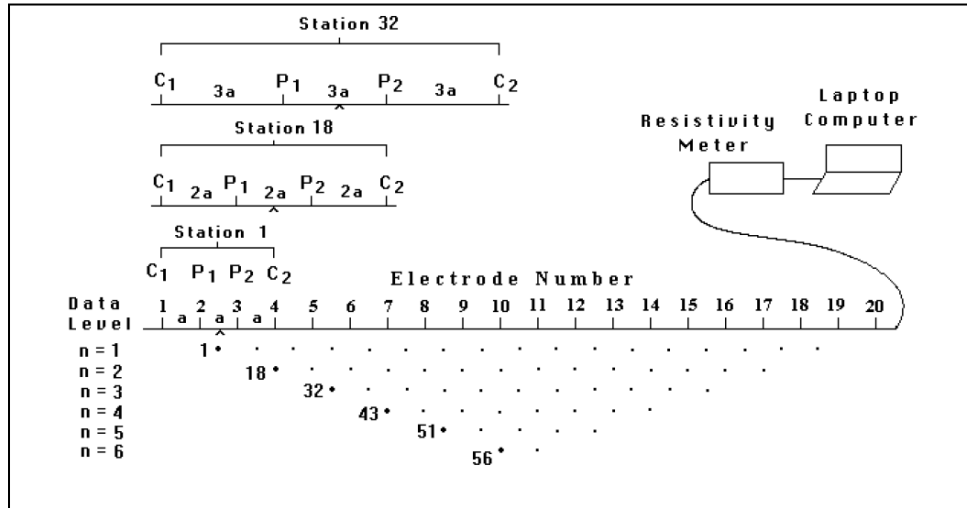 Station 32
C1 3a P1 3a P2 3a C2
Station 18
C1 2a P1 2a P2 2a C2
Station 1
C1 P1 P2 C2
Resistivity Meter
Laptop Computer
Electrode Number
Data Level
1 2 3 4 5 6 7 8 9 10 11 12 13 14 15 16 17 18 19 20
a a a
n = 1 1
n = 2 18
n = 3 32
n = 4 43
n = 5 51
n = 6 56